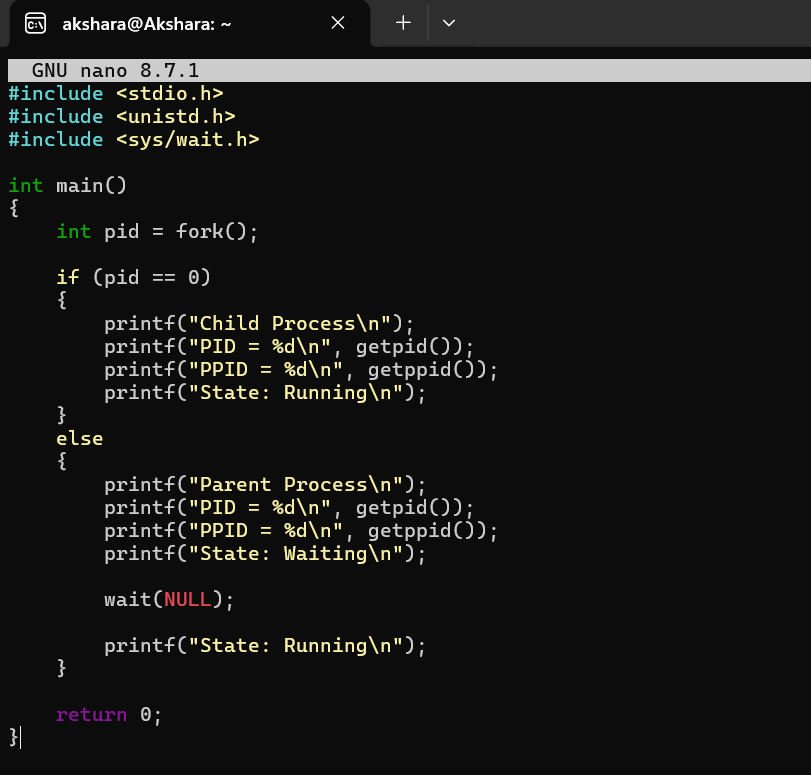 akshara@Akshara: ~
GNU nano 8.7.1
#include <stdio.h>
#include <unistd.h>
#include <sys/wait.h>

int main()
{
    int pid = fork();

    if (pid == 0)
    {
        printf("Child Process\n");
        printf("PID = %d\n", getpid());
        printf("PPID = %d\n", getppid());
        printf("State: Running\n");
    }
    else
    {
        printf("Parent Process\n");
        printf("PID = %d\n", getpid());
        printf("PPID = %d\n", getppid());
        printf("State: Waiting\n");

        wait(NULL);

        printf("State: Running\n");
    }

    return 0;
}